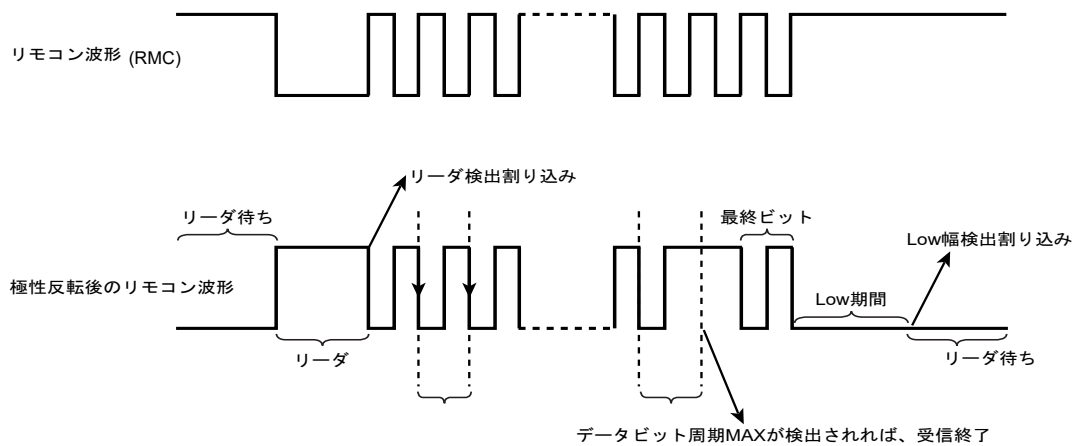 リモコン波形 (RMC)
リーダ検出割り込み
リーダ待ち
最終ビット
Low幅検出割り込み
極性反転後のリモコン波形
Low期間
リーダ
リーダ待ち
データビット周期MAXが検出されれば、受信終了